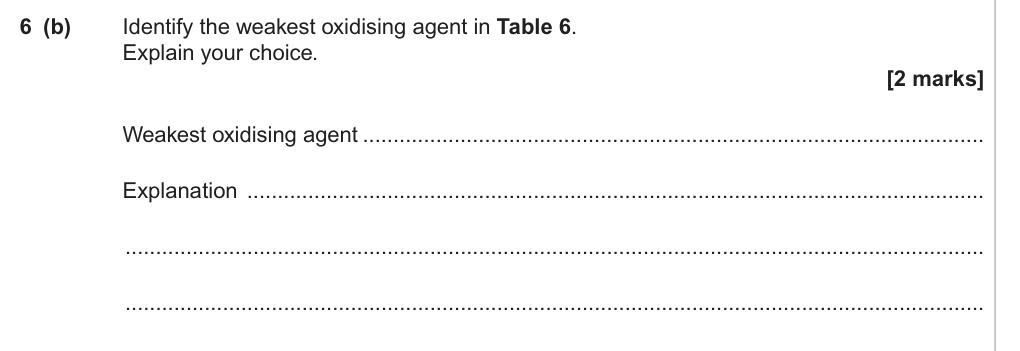 6 (b) Identify the weakest oxidising agent in Table 6.
Explain your choice.
[2 marks]
Weakest oxidising agent ................................................................................................
Explanation ..................................................................................................................
.....................................................................................................................................
.....................................................................................................................................